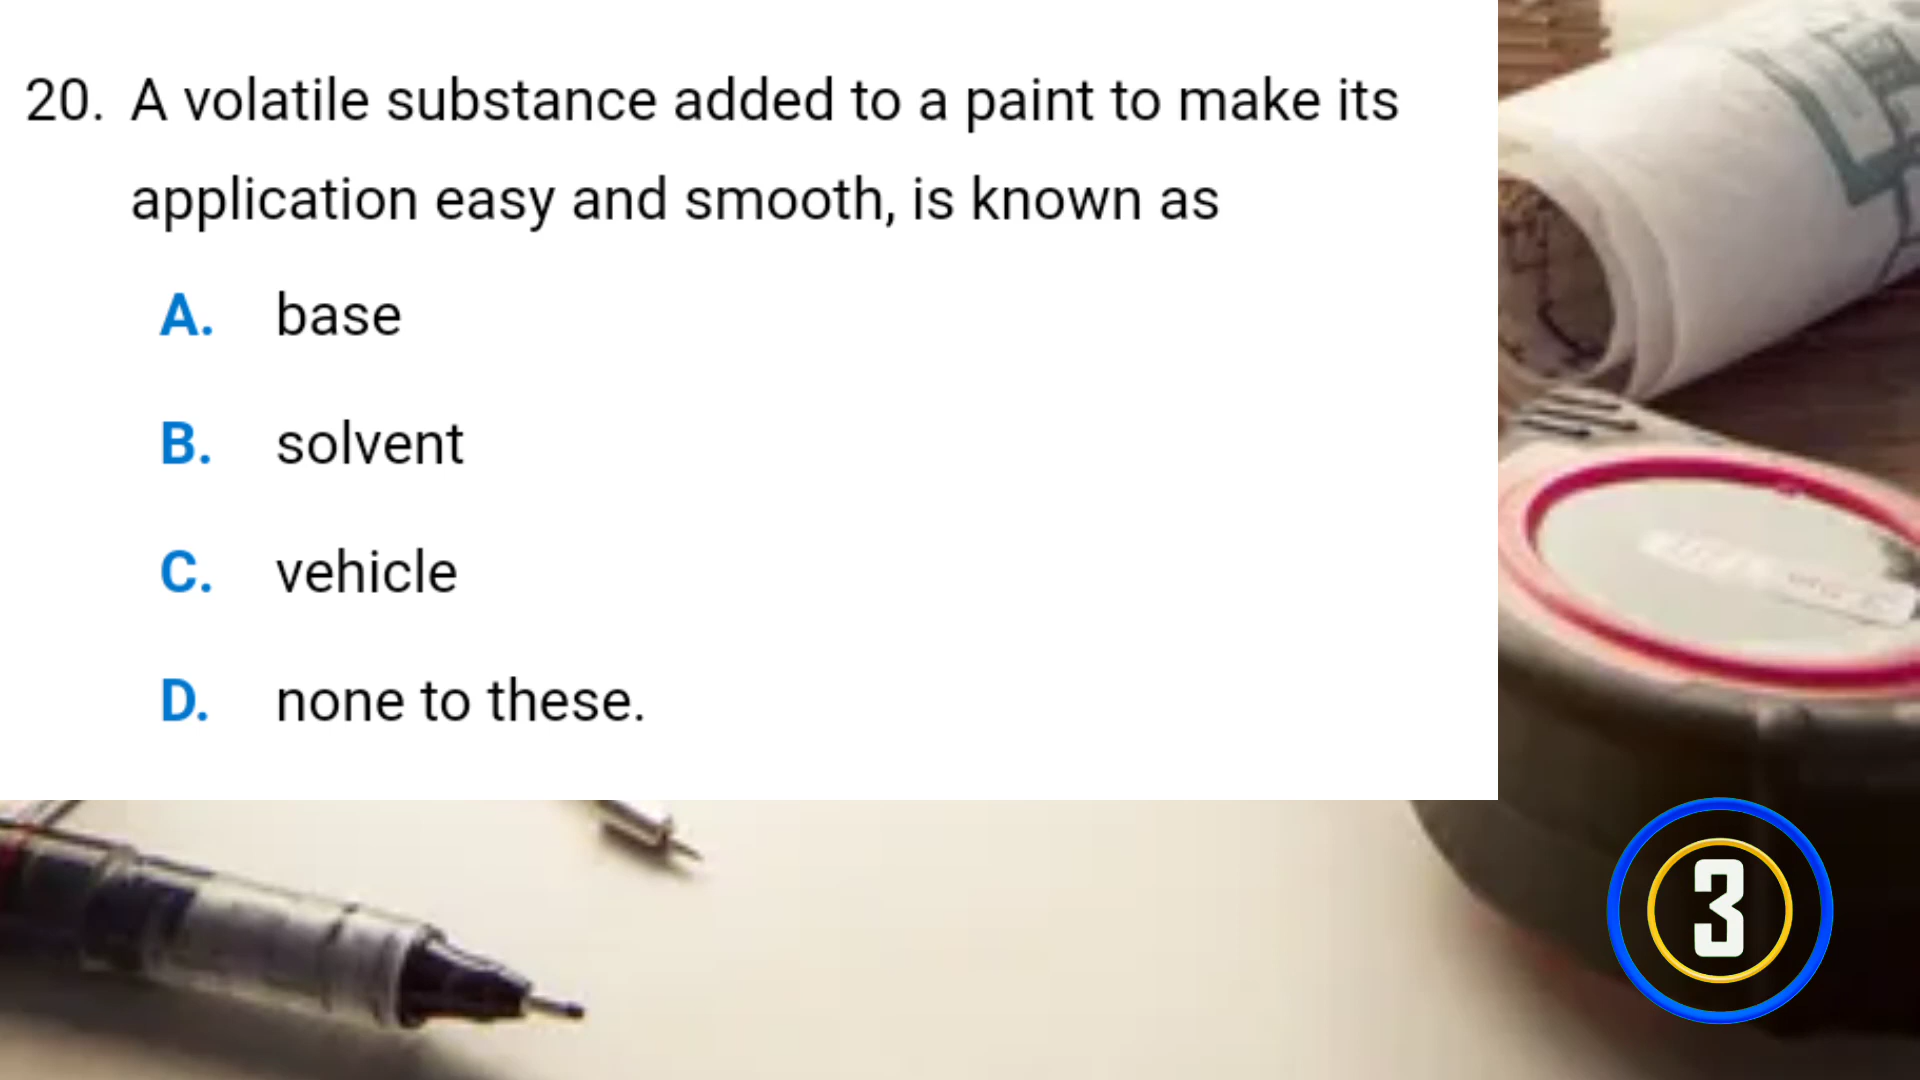 20. A volatile substance added to a paint to make its
application easy and smooth, is known as
A. base
B. solvent
C. vehicle
D. none to these.
3